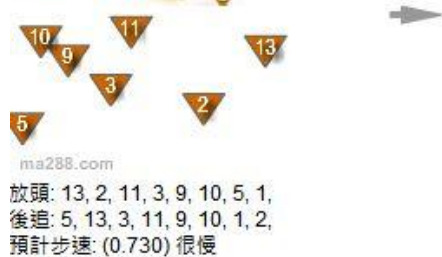 10
11
13
9
3
2
5
ma288.com
放頭: 13, 2, 11, 3, 9, 10, 5, 1,
後追: 5, 13, 3, 11, 9, 10, 1, 2,
預計步速: (0.730) 很慢